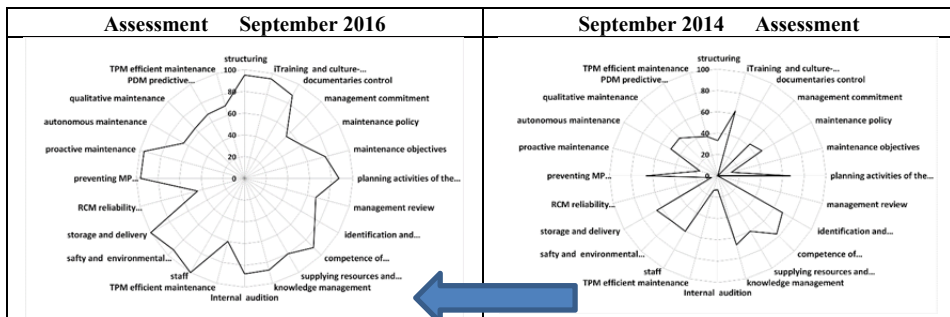 Assessment September 2016
September 2014 Assessment
structuring
TPM efficient maintenance
iTraining and culture-...
PDM predictive...
documentaries control
qualitative maintenance
management commitment
autonomous maintenance
maintenance policy
proactive maintenance
maintenance objectives
preventing MP...
planning activities of the...
RCM reliability...
management review
storage and delivery
identification and...
safty and environmental...
competence of...
staff
supplying resources and...
TPM efficient maintenance
knowledge management
Internal audition
100
80
60
40
20
0
structuring
TPM efficient maintenance
iTraining and culture-...
PDM predictive...
documentaries control
qualitative maintenance
management commitment
autonomous maintenance
maintenance policy
proactive maintenance
maintenance objectives
preventing MP...
planning activities of the...
RCM reliability...
management review
storage and delivery
identification and...
safty and environmental...
competence of...
staff
supplying resources and...
TPM efficient maintenance
knowledge management
Internal audition
100
80
60
40
20
0